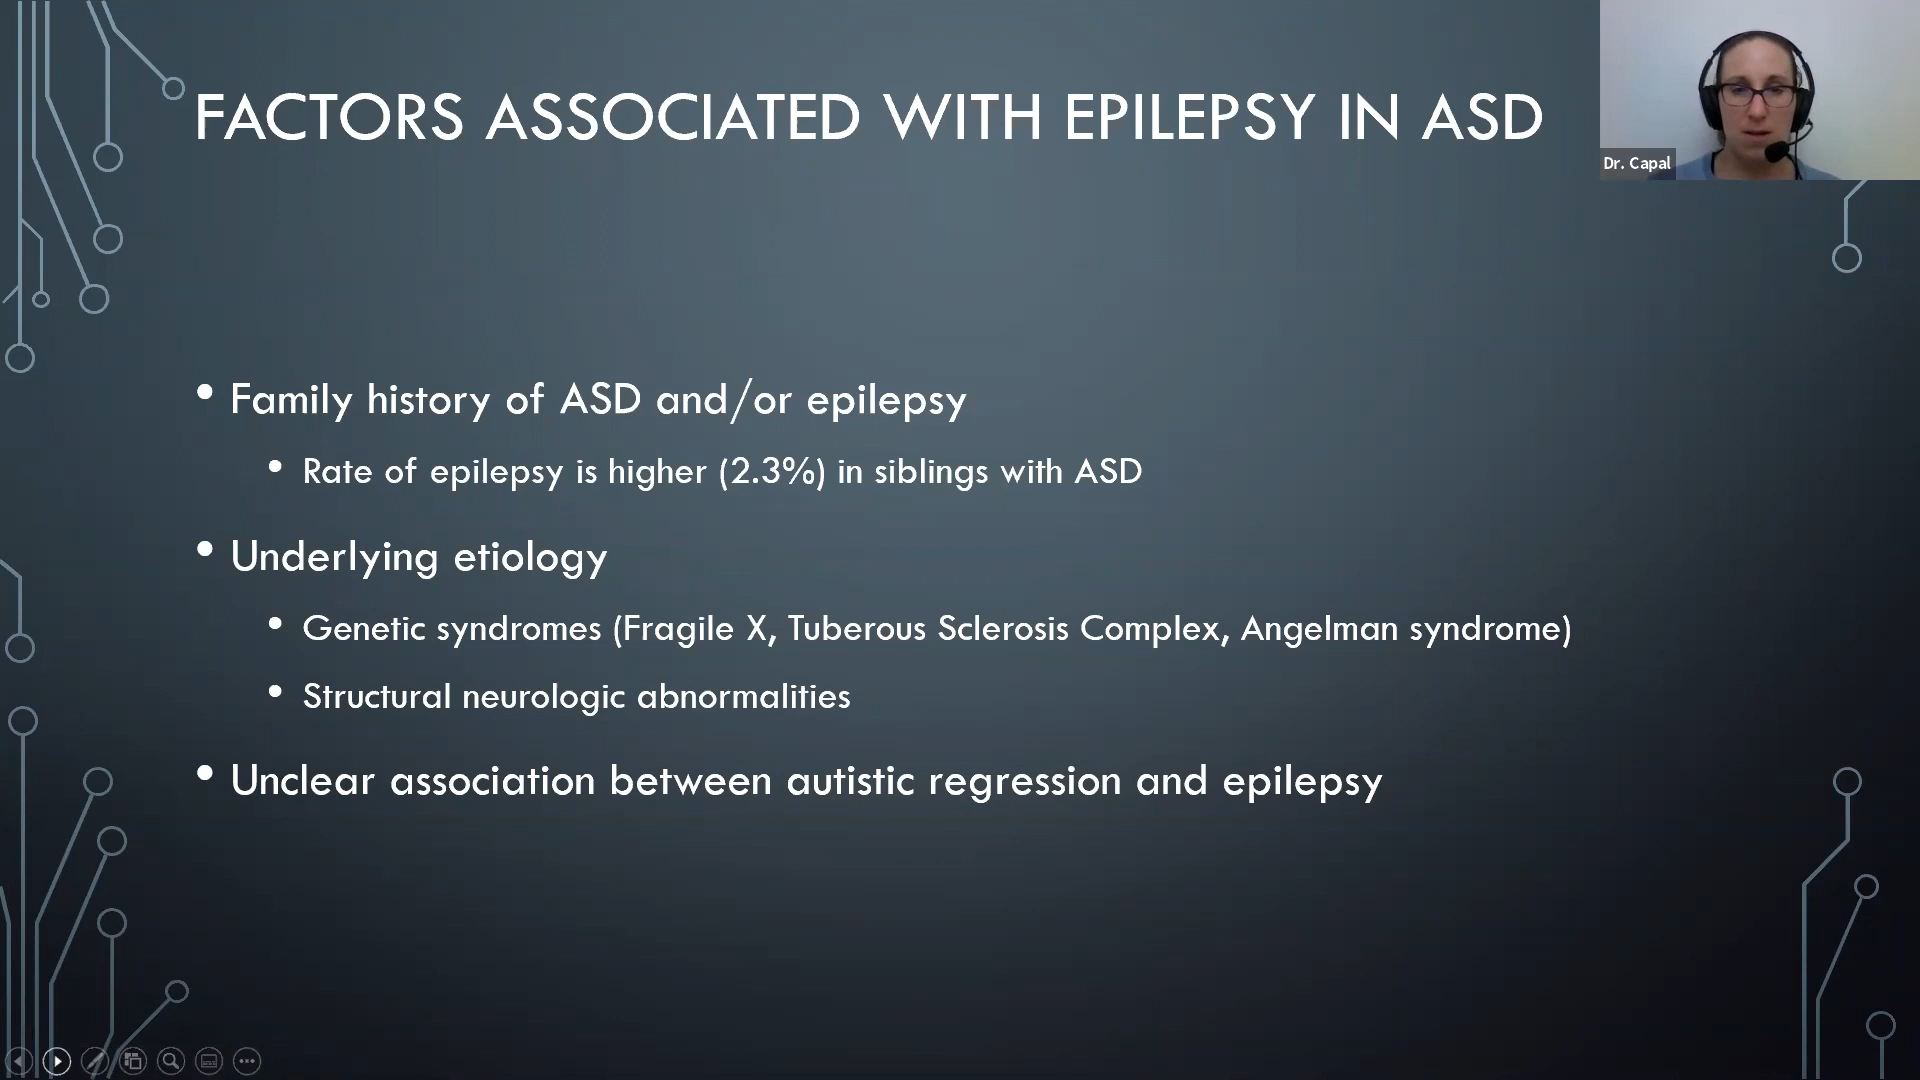 FACTORS ASSOCIATED WITH EPILEPSY IN ASD
Dr. Capal
• Family history of ASD and/or epilepsy
• Rate of epilepsy is higher (2.3%) in siblings with ASD
• Underlying etiology
• Genetic syndromes (Fragile X, Tuberous Sclerosis Complex, Angelman syndrome)
• Structural neurologic abnormalities
• Unclear association between autistic regression and epilepsy